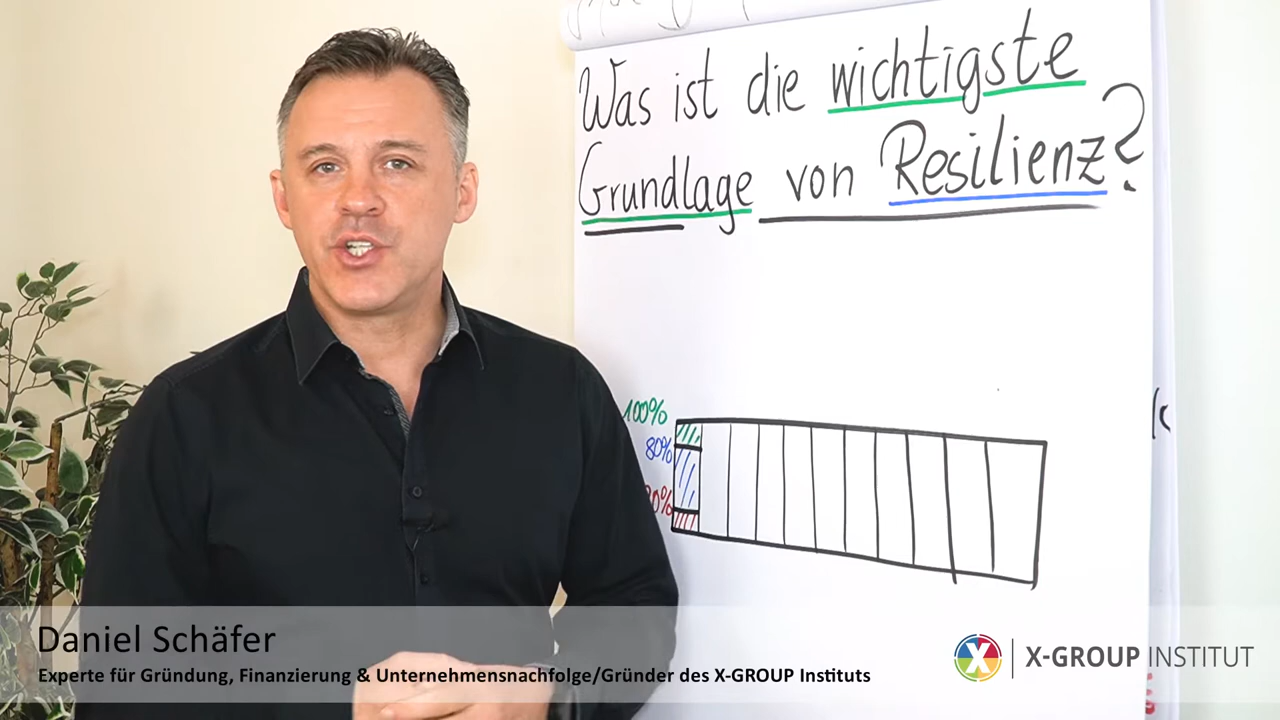 Was ist die wichtigste
Grundlage von Resilienz?
100%
80%
Daniel Schäfer
Experte für Gründung, Finanzierung & Unternehmensnachfolge/Gründer des X-GROUP Instituts
X
X-GROUP INSTITUT